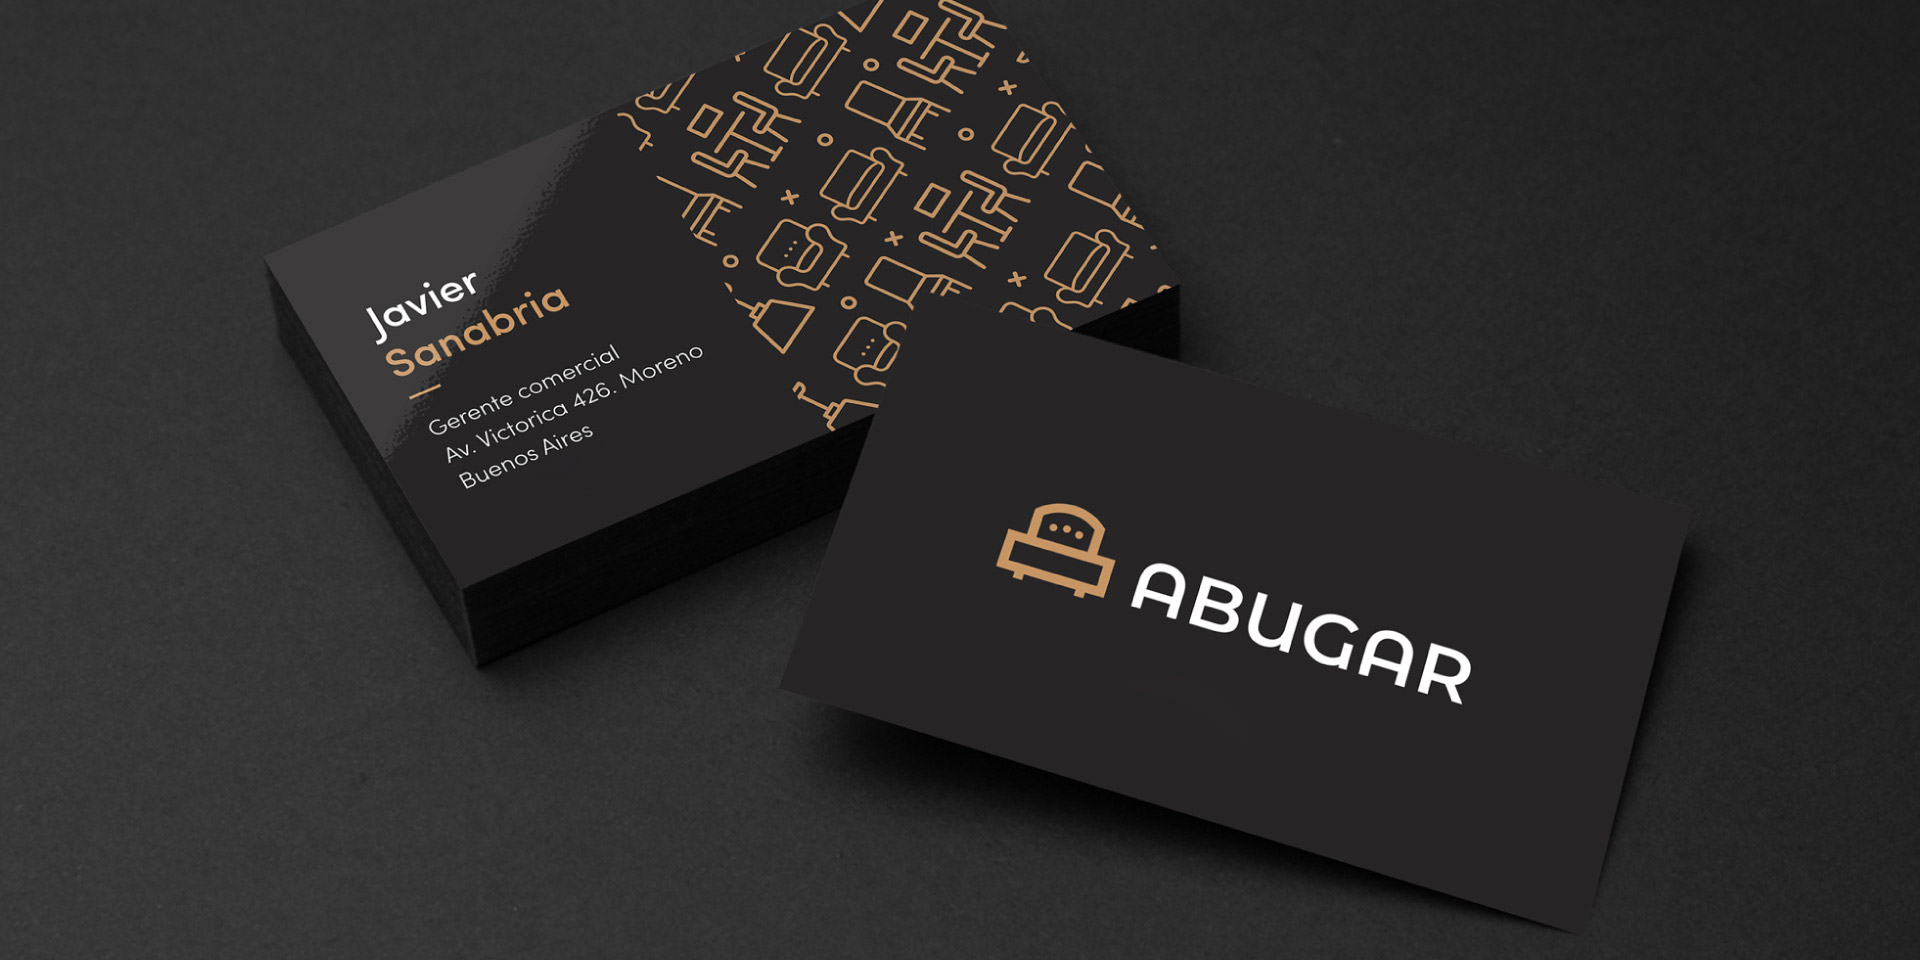 Javier
Sanabria
Gerente comercial
Av. Victorica 426. Moreno
Buenos Aires
ABUGAR